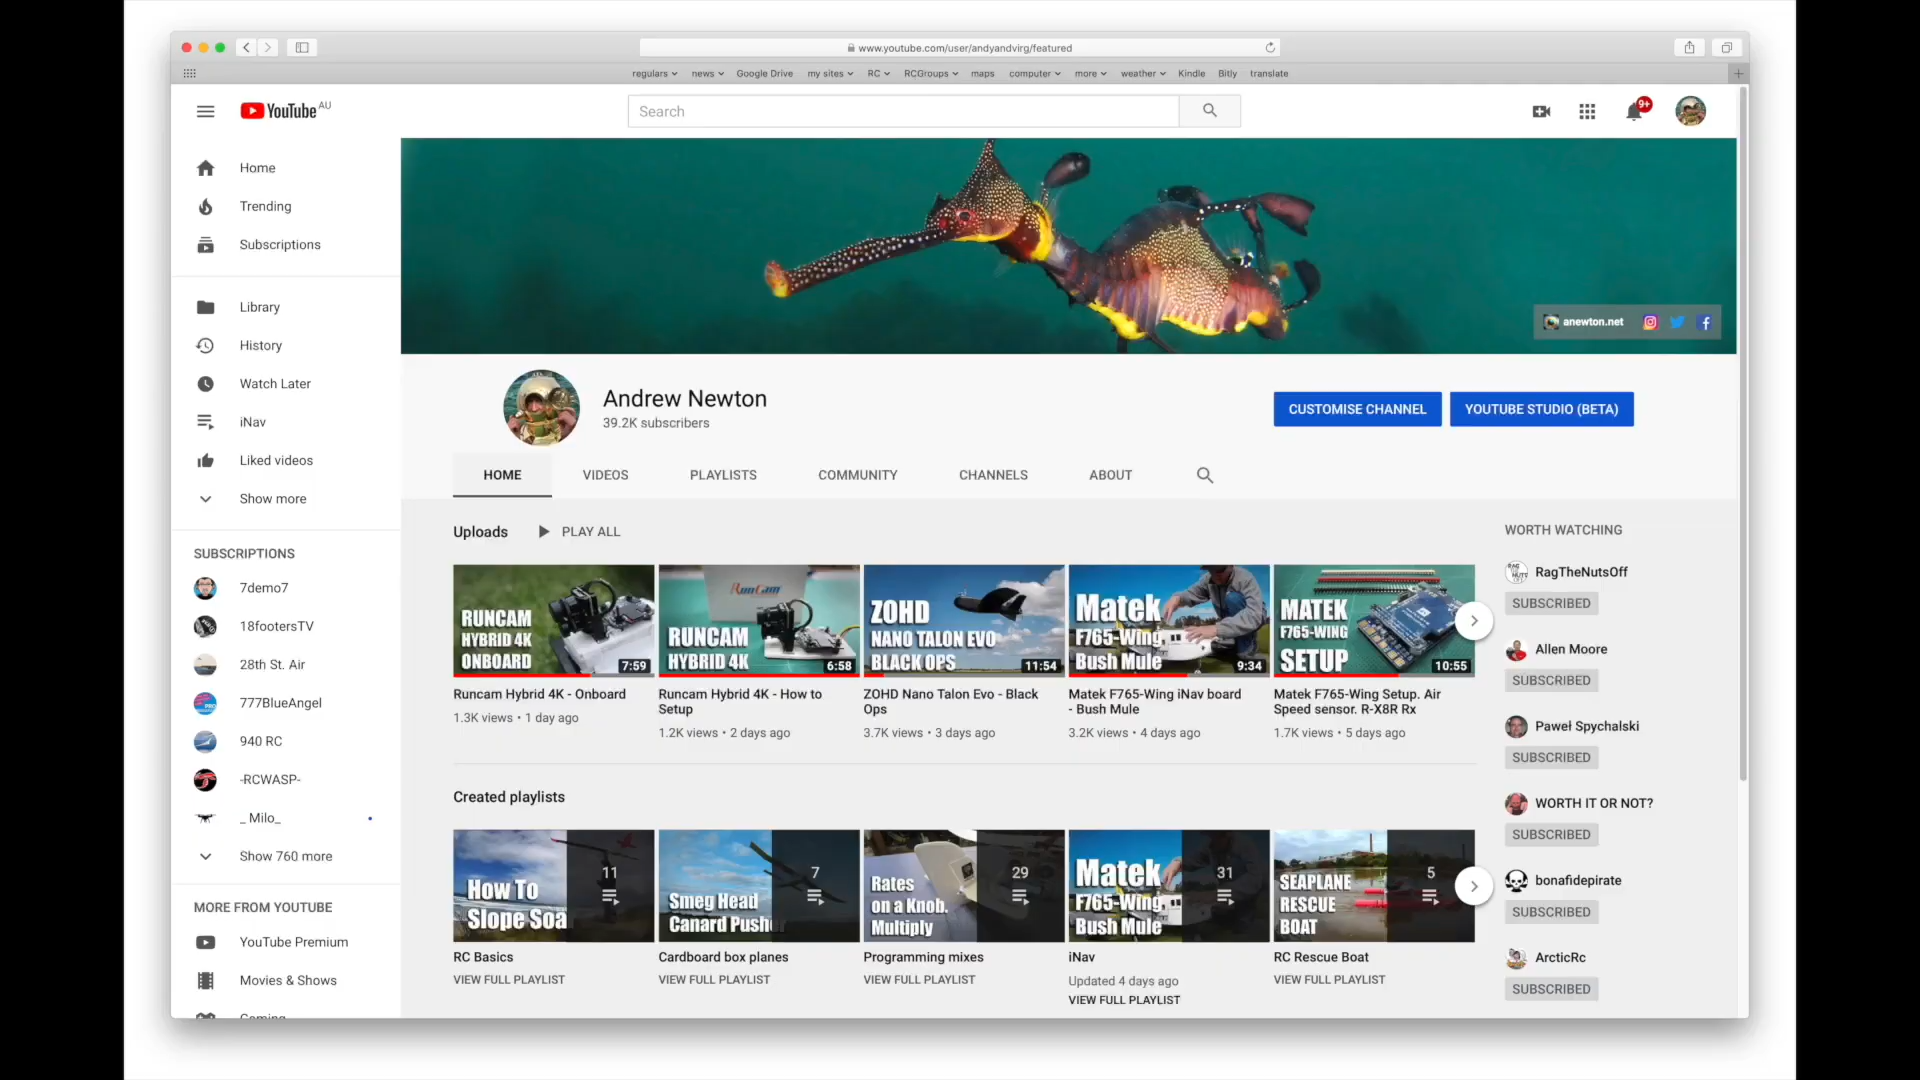 www.youtube.com/user/andyandvirg/featured
regulars news Google Drive my sites RC RCGroups maps computer more weather Kindle Bitly translate
YouTube AU
Search
9+
Home
Trending
Subscriptions
Library
History
Watch Later
iNav
Liked videos
Show more
SUBSCRIPTIONS
7demo7
18footersTV
28th St. Air
777BlueAngel
940 RC
-RCWASP-
_ Milo_
Show 760 more
MORE FROM YOUTUBE
YouTube Premium
Movies & Shows
Gaming
anewton.net
Andrew Newton
39.2K subscribers
CUSTOMISE CHANNEL
YOUTUBE STUDIO (BETA)
HOME VIDEOS PLAYLISTS COMMUNITY CHANNELS ABOUT
Uploads PLAY ALL
RUNCAM
HYBRID 4K
ONBOARD
7:59
Runcam Hybrid 4K - Onboard
1.3K views • 1 day ago
RunCam
RUNCAM
HYBRID 4K
6:58
Runcam Hybrid 4K - How to
Setup
1.2K views • 2 days ago
ZOHD
NANO TALON EVO
BLACK OPS
11:54
ZOHD Nano Talon Evo - Black
Ops
3.7K views • 3 days ago
Matek
F765-Wing
Bush Mule
9:34
Matek F765-Wing iNav board
- Bush Mule
3.2K views • 4 days ago
MATEK
F765-WING
SETUP
10:55
Matek F765-Wing Setup. Air
Speed sensor. R-X8R Rx
1.7K views • 5 days ago
Created playlists
How To
Slope Soa
11
RC Basics
VIEW FULL PLAYLIST
Smeg Head
Canard Pushe
7
Cardboard box planes
VIEW FULL PLAYLIST
Rates
on a Knob.
Multiply
29
Programming mixes
VIEW FULL PLAYLIST
Matek
F765-Wing
Bush Mule
31
iNav
Updated 4 days ago
VIEW FULL PLAYLIST
SEAPLANE
RESCUE
BOAT
5
RC Rescue Boat
VIEW FULL PLAYLIST
WORTH WATCHING
RagTheNutsOff
SUBSCRIBED
Allen Moore
SUBSCRIBED
Paweł Spychalski
SUBSCRIBED
WORTH IT OR NOT?
SUBSCRIBED
bonafidepirate
SUBSCRIBED
ArcticRc
SUBSCRIBED